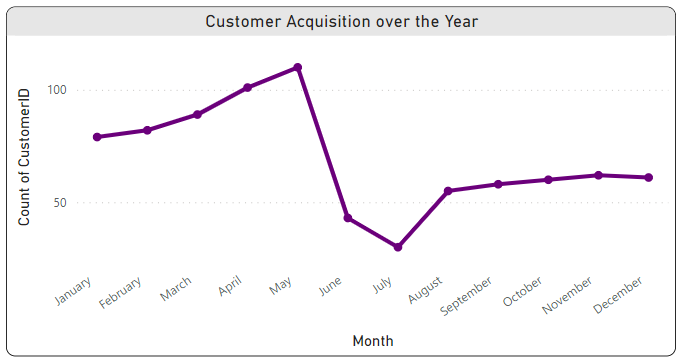 Customer Acquisition over the Year
Count of CustomerID
100
50
January
February
March
April
May
June
July
August
September
October
November
December
Month